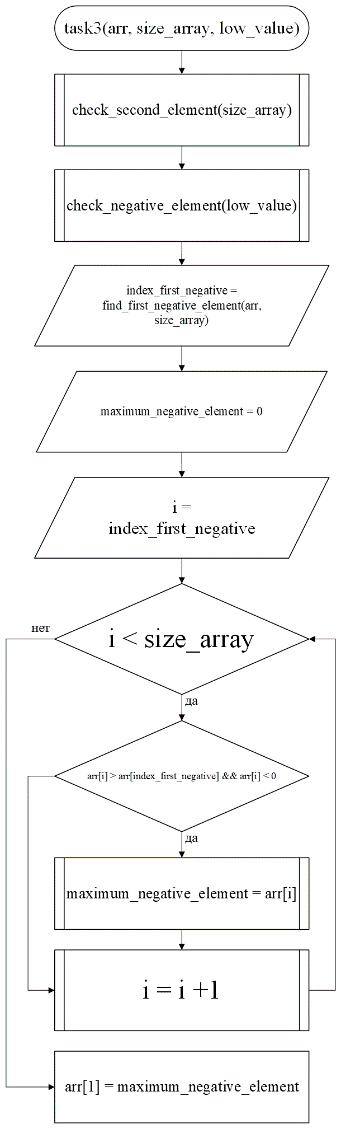 task3(arr, size_array, low_value)
check_second_element(size_array)
check_negative_element(low_value)
index_first_negative =
find_first_negative_element(arr,
size_array)
maximum_negative_element = 0
i =
index_first_negative
i < size_array
нет
да
arr[i] > arr[index_first_negative] && arr[i] < 0
да
maximum_negative_element = arr[i]
i = i +1
arr[1] = maximum_negative_element